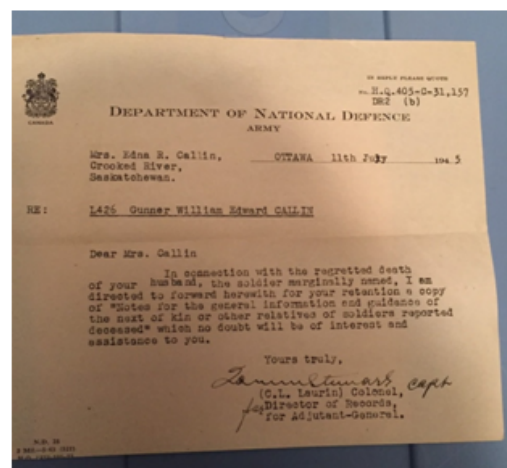 CANADA
IN REPLY PLEASE QUOTE
No. H.Q. 405-C-31,157
DR2 (b)
DEPARTMENT OF NATIONAL DEFENCE
ARMY
Mrs. Edna R. Callin,
Crooked River,
Saskatchewan.
OTTAWA 11th July 1945
RE: L426 Gunner William Edward CALLIN
Dear Mrs. Callin
In connection with the regretted death
of your husband, the soldier marginally named, I am
directed to forward herewith for your retention a copy
of "Notes for the general information and guidance of
the next of kin or other relatives of soldiers reported
deceased" which no doubt will be of interest and
assistance to you.
Yours truly,
capt
(C.L. Laurin) Colonel,
for Director of Records,
for Adjutant-General.